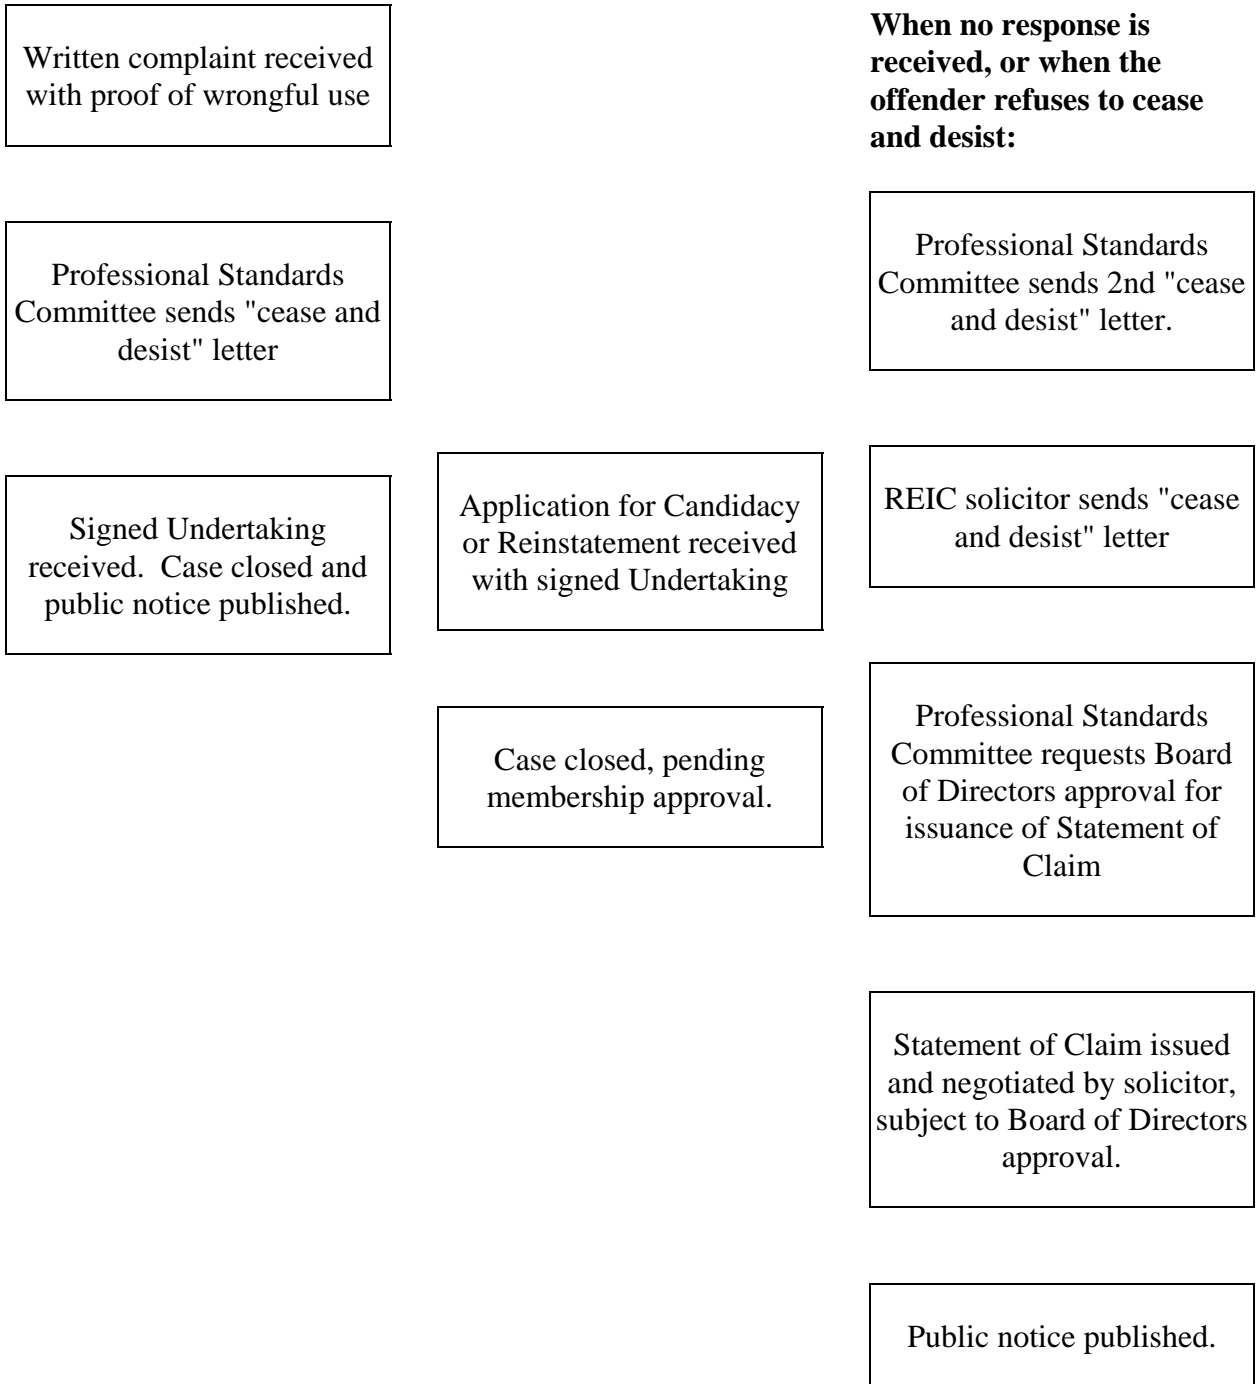 Written complaint received
with proof of wrongful use
Professional Standards
Committee sends "cease and
desist" letter
Signed Undertaking
received.  Case closed and
public notice published.
Application for Candidacy
or Reinstatement received
with signed Undertaking
Case closed, pending
membership approval.
When no response is
received, or when the
offender refuses to cease
and desist:
Professional Standards
Committee sends 2nd "cease
and desist" letter.
REIC solicitor sends "cease
and desist" letter
Professional Standards
Committee requests Board
of Directors approval for
issuance of Statement of
Claim
Statement of Claim issued
and negotiated by solicitor,
subject to Board of Directors
approval.
Public notice published.